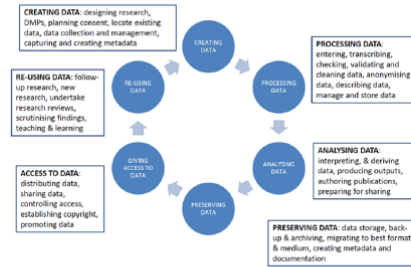 CREATING DATA: designing research,
DMPs, planning consent, locate existing
data, data collection and management,
capturing and creating metadata
CREATING
DATA
PROCESSING DATA:
entering, transcribing,
checking, validating and
cleaning data, anonymising
data, describing data,
manage and store data
RE-USING DATA: follow-
up research, new
research, undertake
research reviews,
scrutinising findings,
teaching & learning
RE-USING
DATA
PROCESSING
DATA
GIVING
ACCESS TO
DATA
ANALYSING
DATA
ANALYSING DATA:
interpreting, & deriving
data, producing outputs,
authoring publications,
preparing for sharing
ACCESS TO DATA:
distributing data,
sharing data,
controlling access,
establishing copyright,
promoting data
PRESERVING
DATA
PRESERVING DATA: data storage, back-
up & archiving, migrating to best format
& medium, creating metadata and
documentation